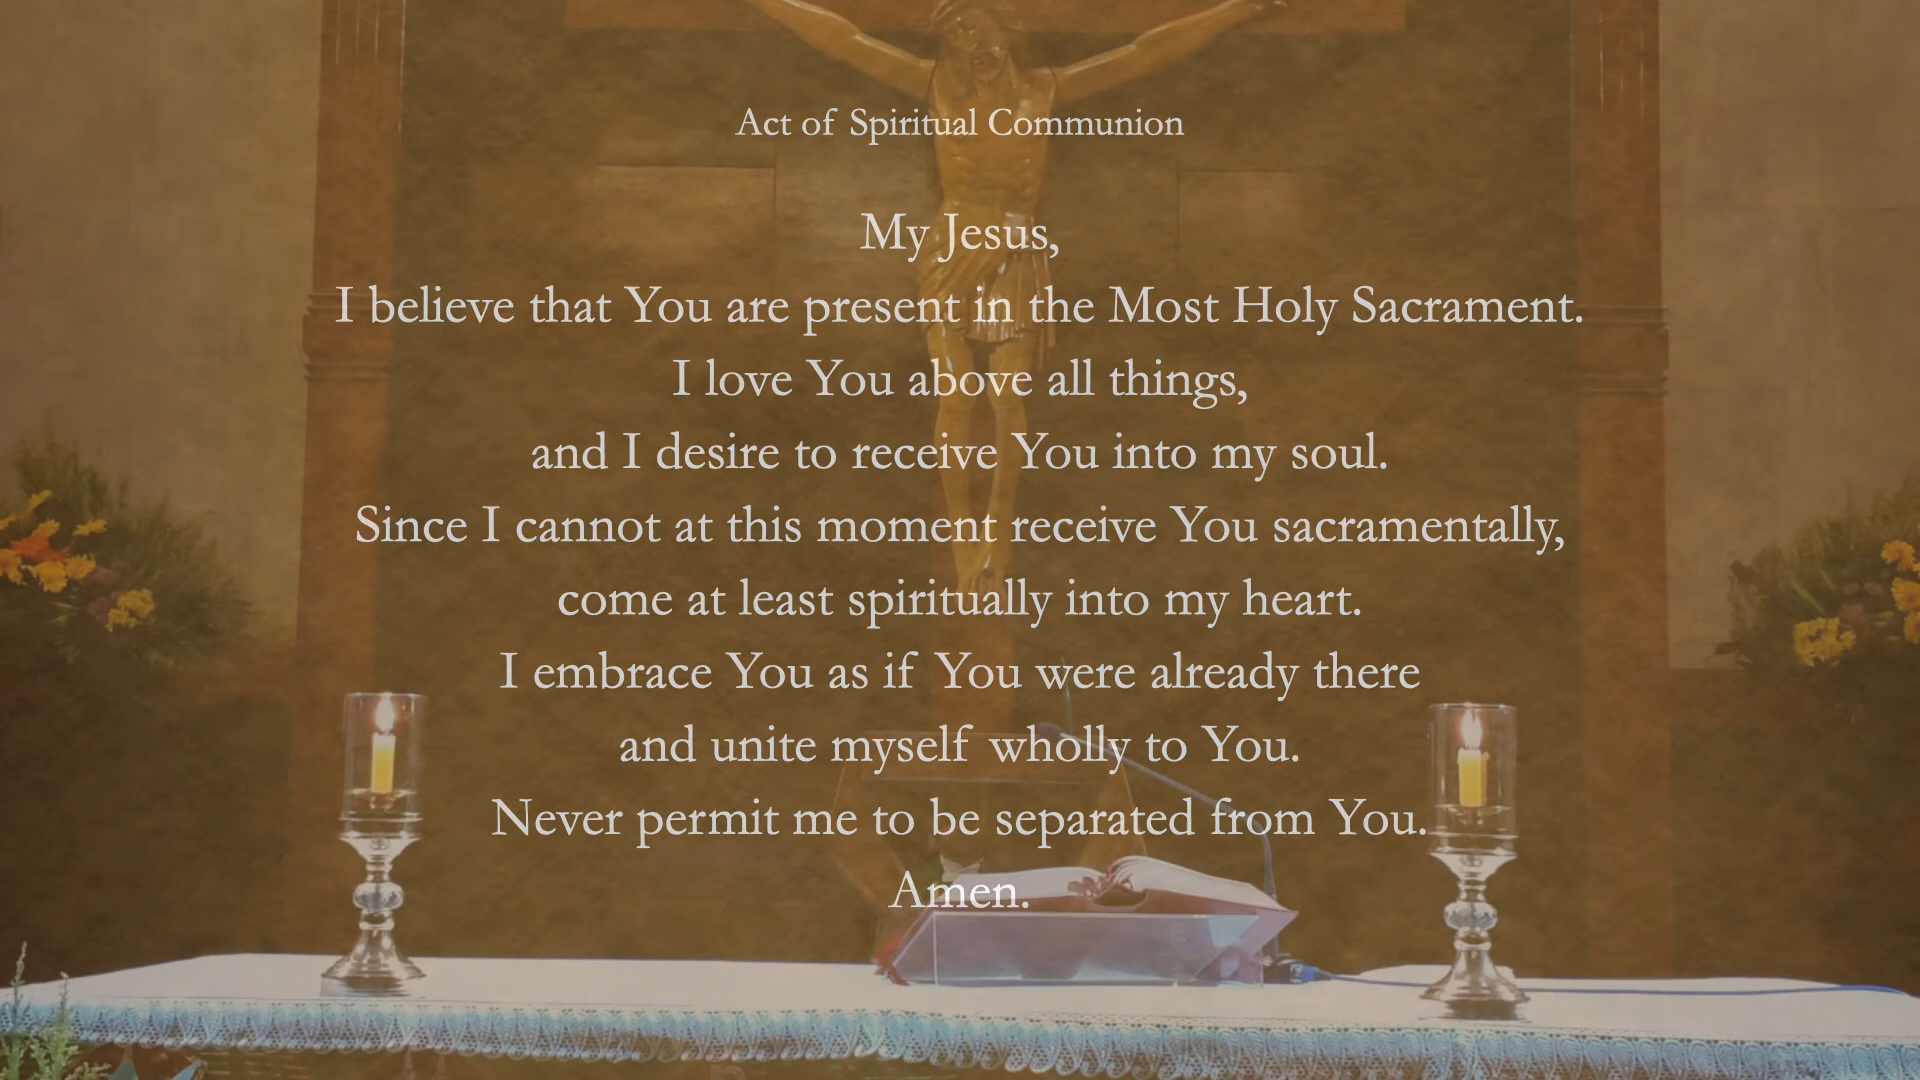 Act of Spiritual Communion
My Jesus,
I believe that You are present in the Most Holy Sacrament.
I love You above all things,
and I desire to receive You into my soul.
Since I cannot at this moment receive You sacramentally,
come at least spiritually into my heart.
I embrace You as if You were already there
and unite myself wholly to You.
Never permit me to be separated from You.
Amen.